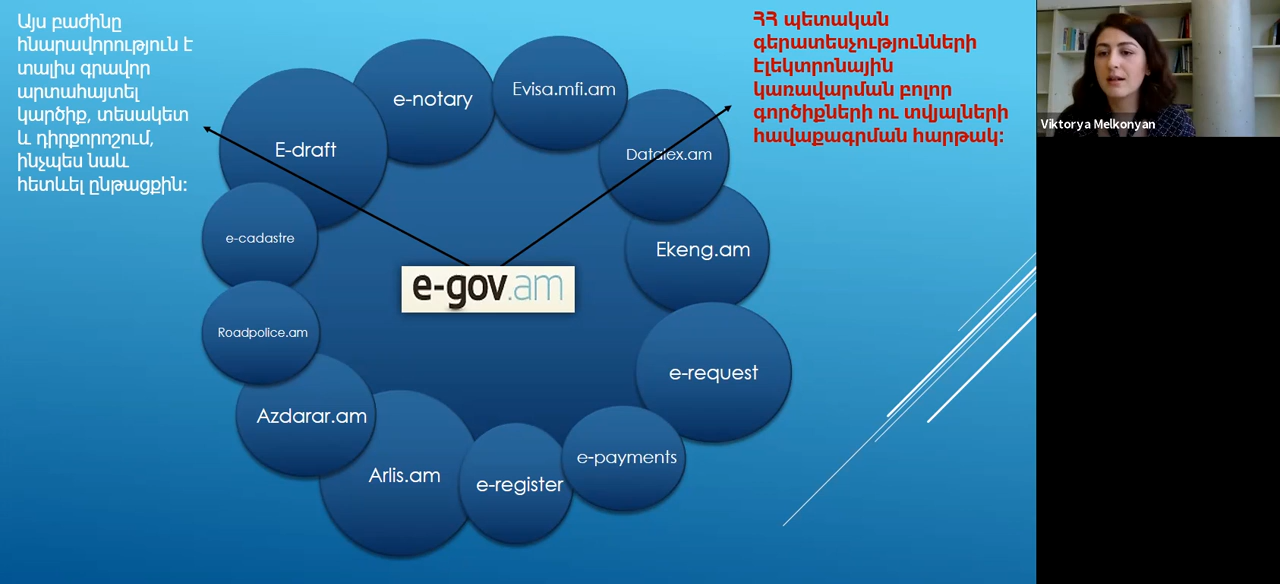 Այս բաժինը
հնարավորություն է
տալիս գրավոր
արտահայտել
կարծիք, տեսակետ
և դիրքորոշում,
ինչպես նաև
հետևել ընթացքին:
ՀՀ պետական
գերատեսչությունների
էլեկտրոնային
կառավարման բոլոր
գործիքների ու տվյալների
հավաքագրման հարթակ:
Viktorya Melkonyan
e-notary
Evisa.mfi.am
E-draft
Dataiex.am
e-cadastre
Ekeng.am
e-gov.am
Roadpolice.am
e-request
Azdarar.am
Arlis.am
e-register
e-payments